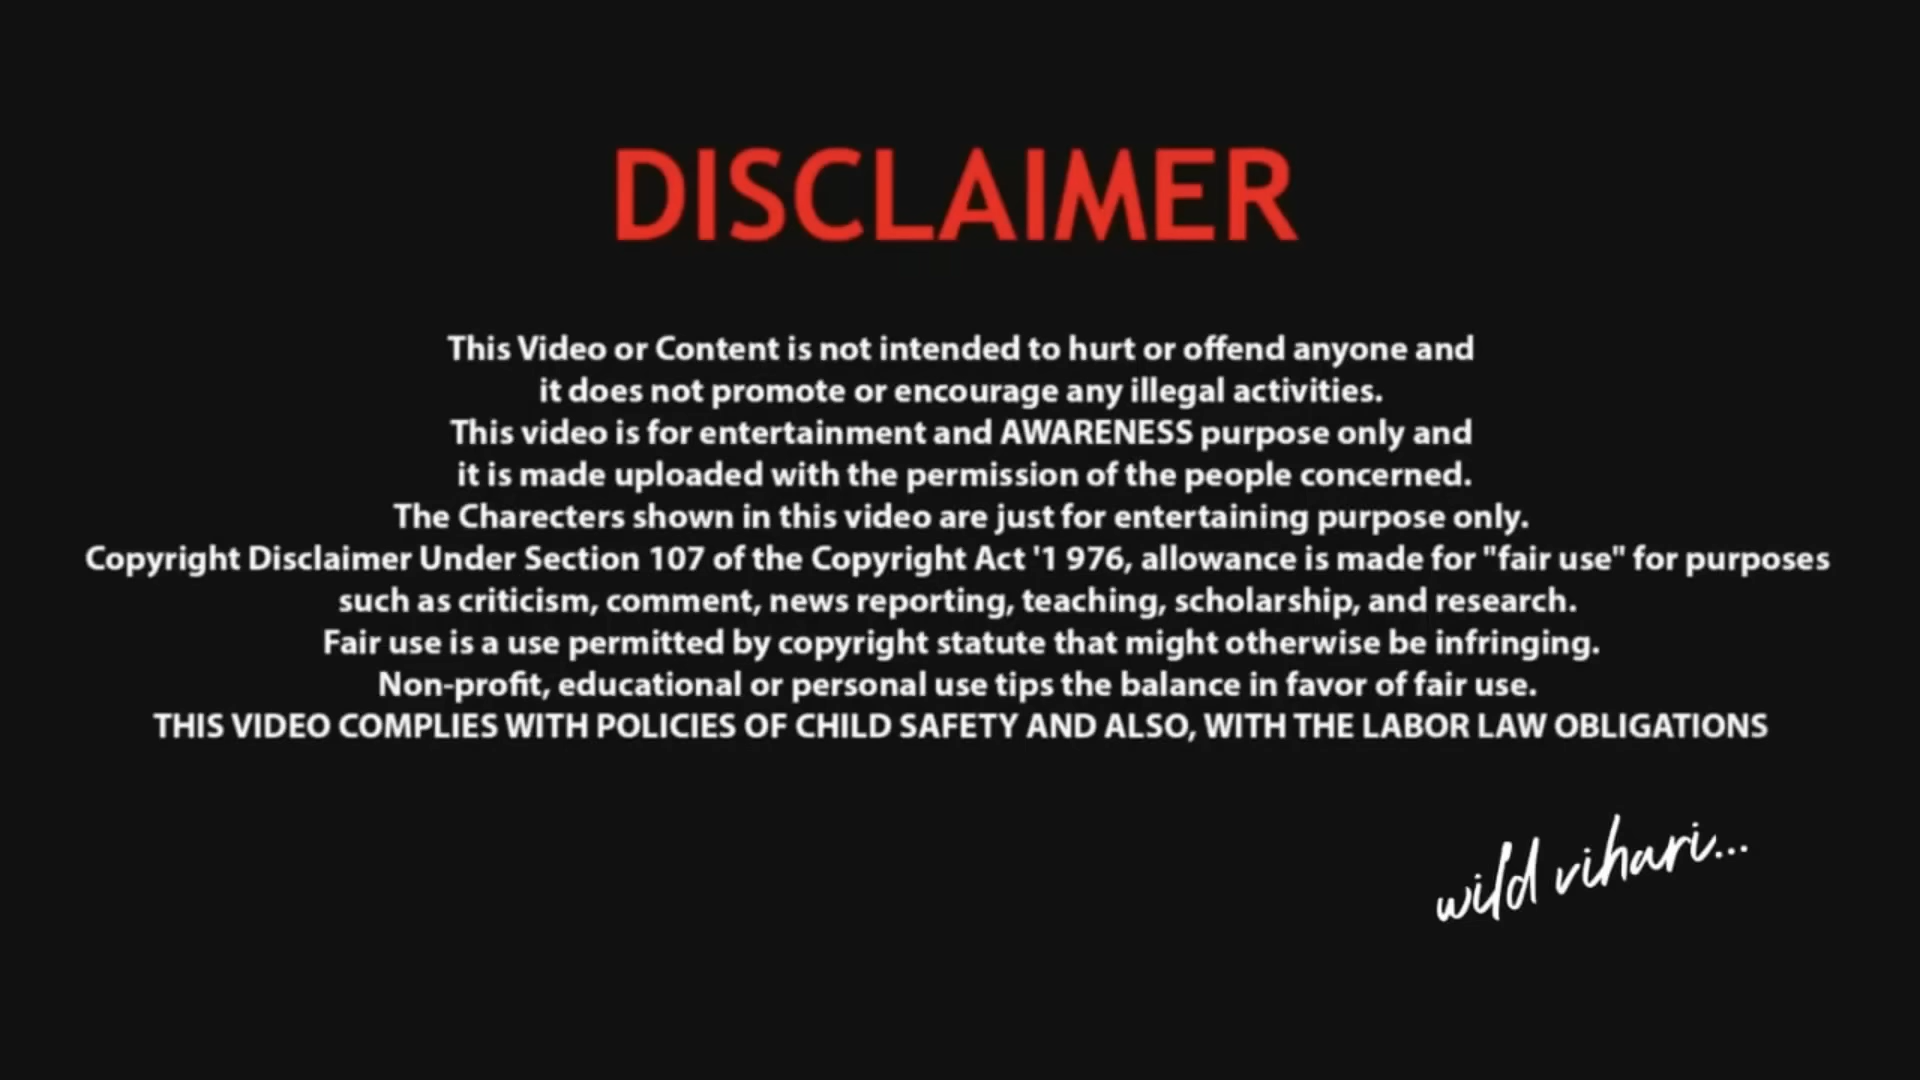 DISCLAIMER
This Video or Content is not intended to hurt or offend anyone and
it does not promote or encourage any illegal activities.
This video is for entertainment and AWARENESS purpose only and
it is made uploaded with the permission of the people concerned.
The Charecters shown in this video are just for entertaining purpose only.
Copyright Disclaimer Under Section 107 of the Copyright Act '1 976, allowance is made for "fair use" for purposes
such as criticism, comment, news reporting, teaching, scholarship, and research.
Fair use is a use permitted by copyright statute that might otherwise be infringing.
Non-profit, educational or personal use tips the balance in favor of fair use.
THIS VIDEO COMPLIES WITH POLICIES OF CHILD SAFETY AND ALSO, WITH THE LABOR LAW OBLIGATIONS
wild vihari...